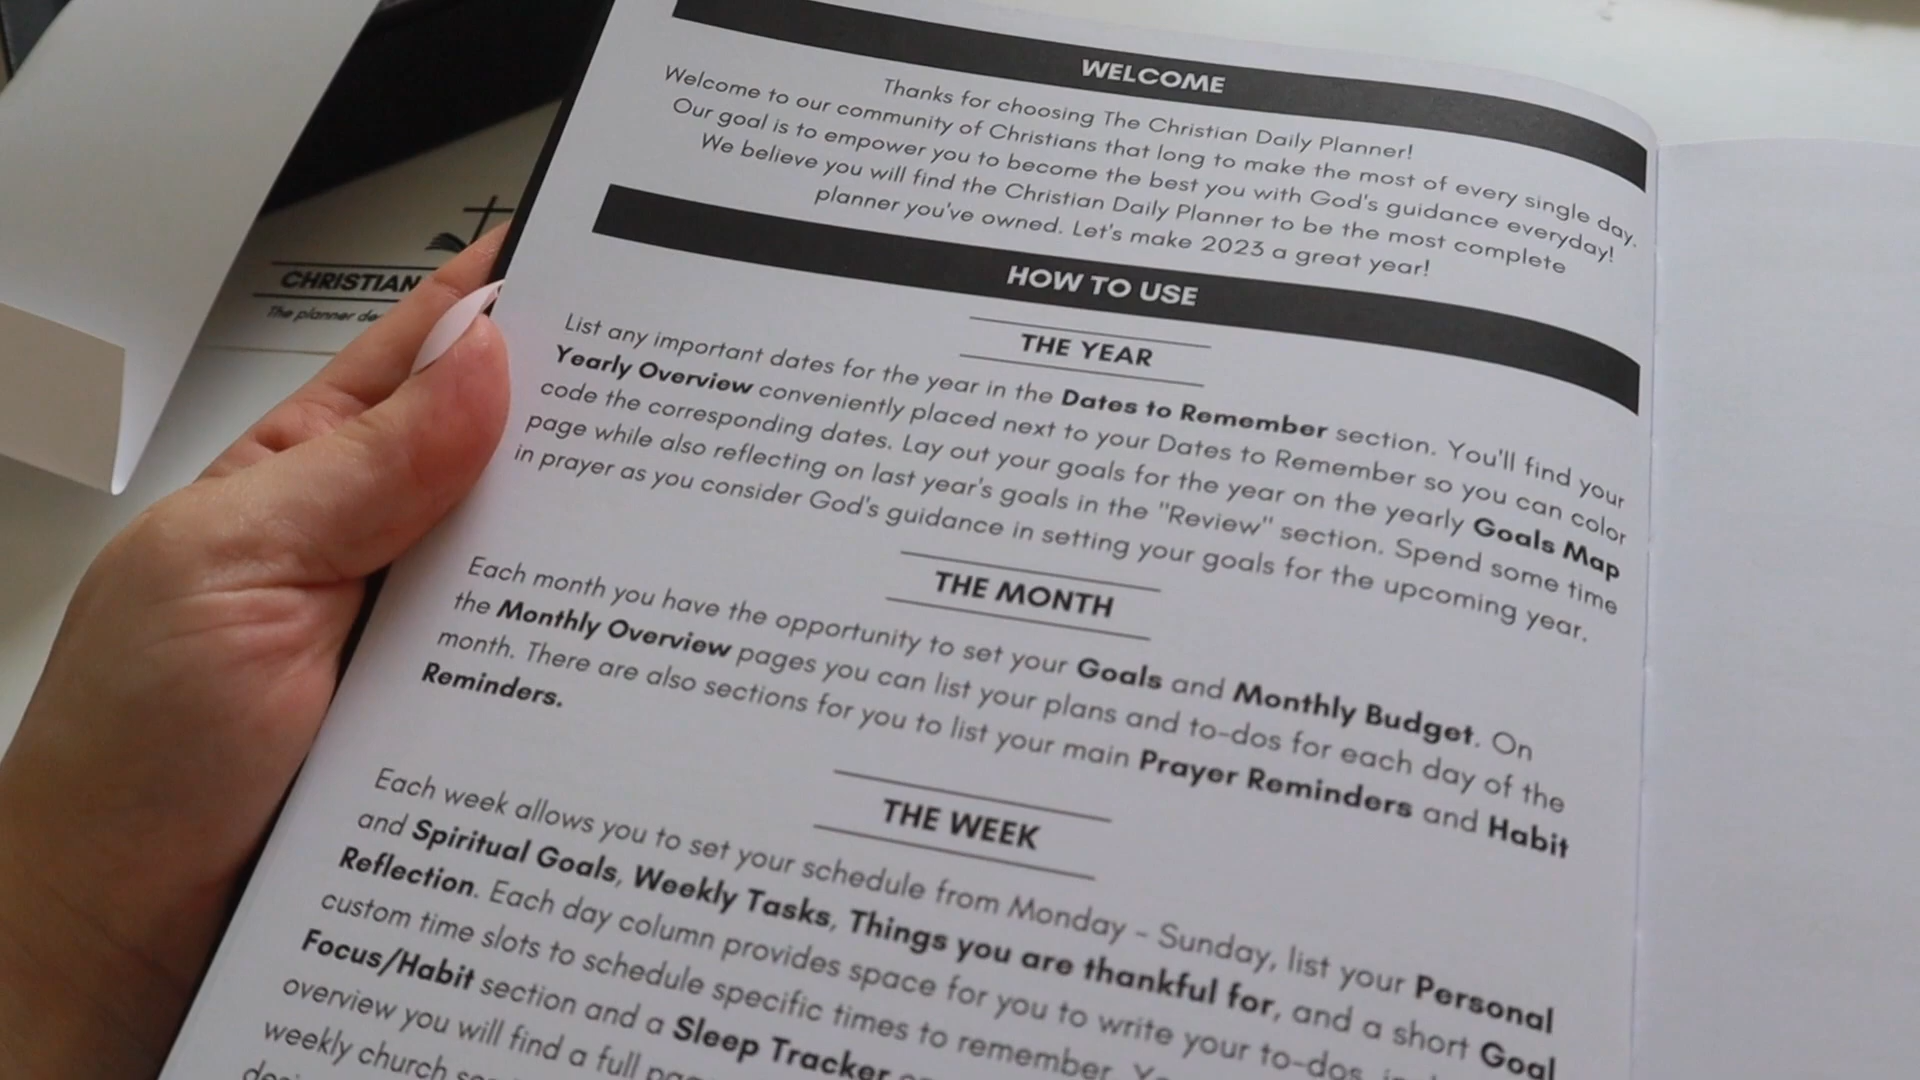 WELCOME
Thanks for choosing The Christian Daily Planner!
Welcome to our community of Christians that long to make the most of every single day.
Our goal is to empower you to become the best you with God's guidance everyday!
We believe you will find the Christian Daily Planner to be the most complete
planner you've owned. Let's make 2023 a great year!
HOW TO USE
THE YEAR
List any important dates for the year in the Dates to Remember section. You'll find your
Yearly Overview conveniently placed next to your Dates to Remember so you can color
code the corresponding dates. Lay out your goals for the year on the yearly Goals Map
page while also reflecting on last year's goals in the "Review" section. Spend some time
in prayer as you consider God's guidance in setting your goals for the upcoming year.
THE MONTH
Each month you have the opportunity to set your Goals and Monthly Budget. On
the Monthly Overview pages you can list your plans and to-dos for each day of the
month. There are also sections for you to list your main Prayer Reminders and Habit
Reminders.
THE WEEK
Each week allows you to set your schedule from Monday - Sunday, list your Personal
and Spiritual Goals, Weekly Tasks, Things you are thankful for, and a short Goal
Reflection. Each day column provides space for you to write your to-dos,
custom time slots to schedule specific times to remember.
Focus/Habit section and a Sleep Tracker
overview you will find a full
weekly church
CHRISTIAN
The planner